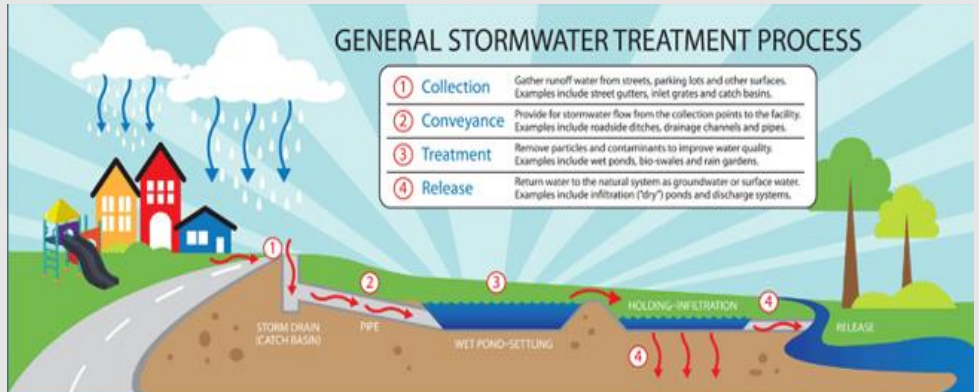 GENERAL STORMWATER TREATMENT PROCESS
1 Collection
Gather runoff water from streets, parking lots and other surfaces.
Examples include street gutters, inlet grates and catch basins.
2 Conveyance
Provide for stormwater flow from the collection points to the facility.
Examples include roadside ditches, drainage channels and pipes.
3 Treatment
Remove particles and contaminants to improve water quality.
Examples include wet ponds, bio-swales and rain gardens.
4 Release
Return water to the natural system as groundwater or surface water.
Examples include infiltration ("dry") ponds and discharge systems.
1
2
3
4
HOLDING-INFILTRATION
STORM DRAIN
(CATCH BASIN)
PIPE
WET POND-SETTLING
4
RELEASE